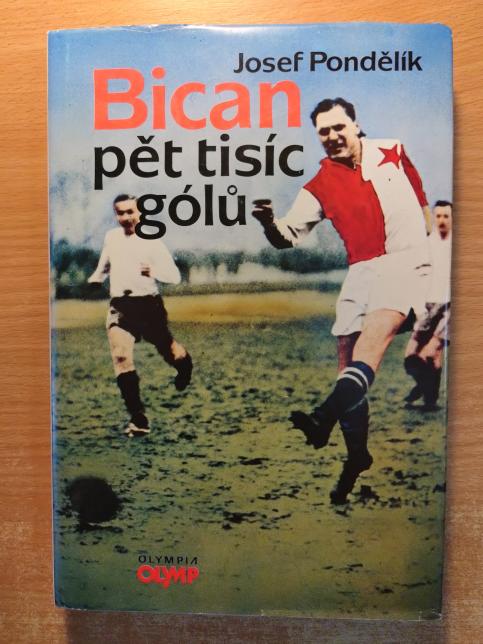 Josef Pondělík
Bican
pět tisíc
gólů
OLYMPIA
OLYMP